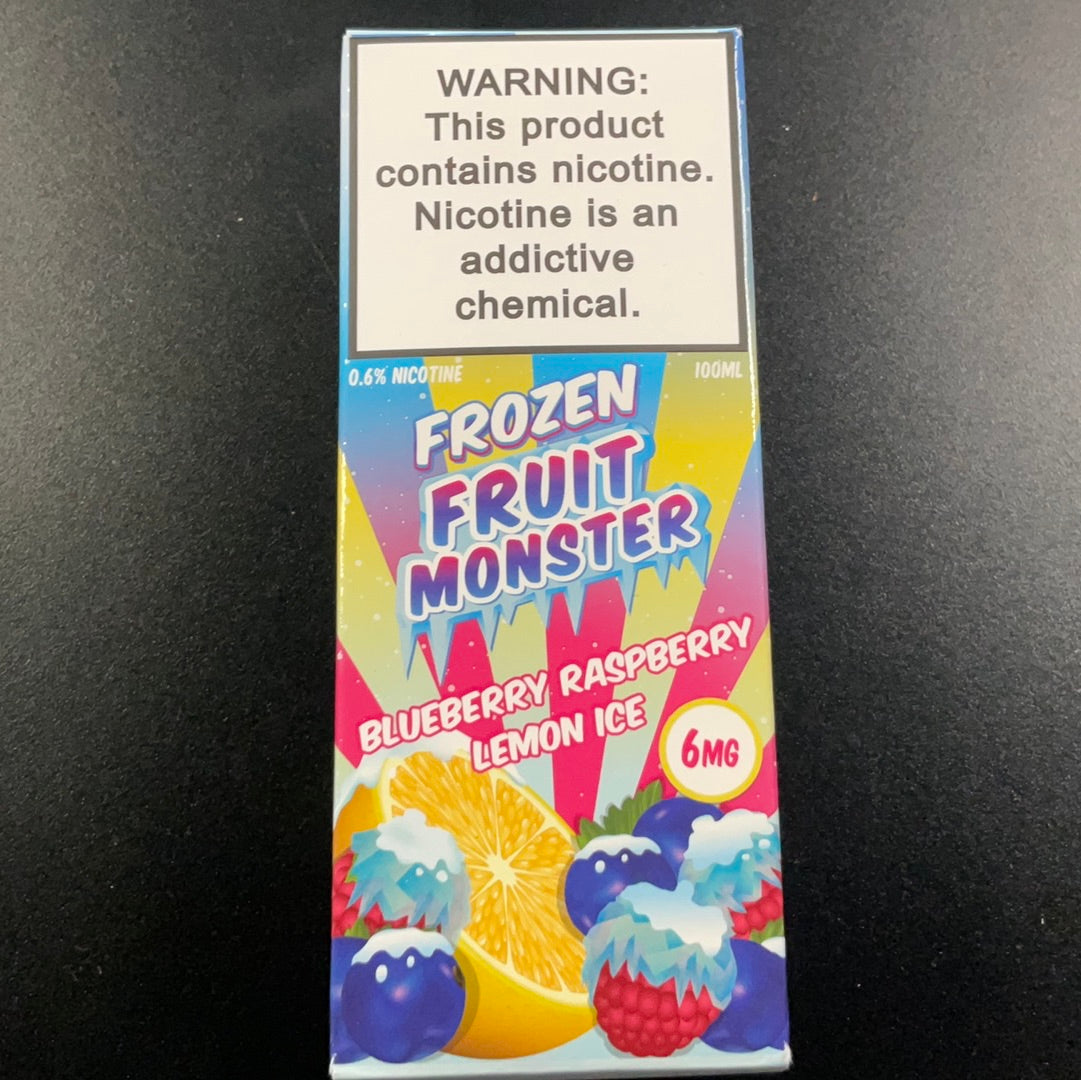 WARNING:
This product
contains nicotine.
Nicotine is an
addictive
chemical.
0.6% NICOTINE
100ML
FROZEN
FRUIT
MONSTER
BLUEBERRY RASPBERRY
LEMON ICE
6MG